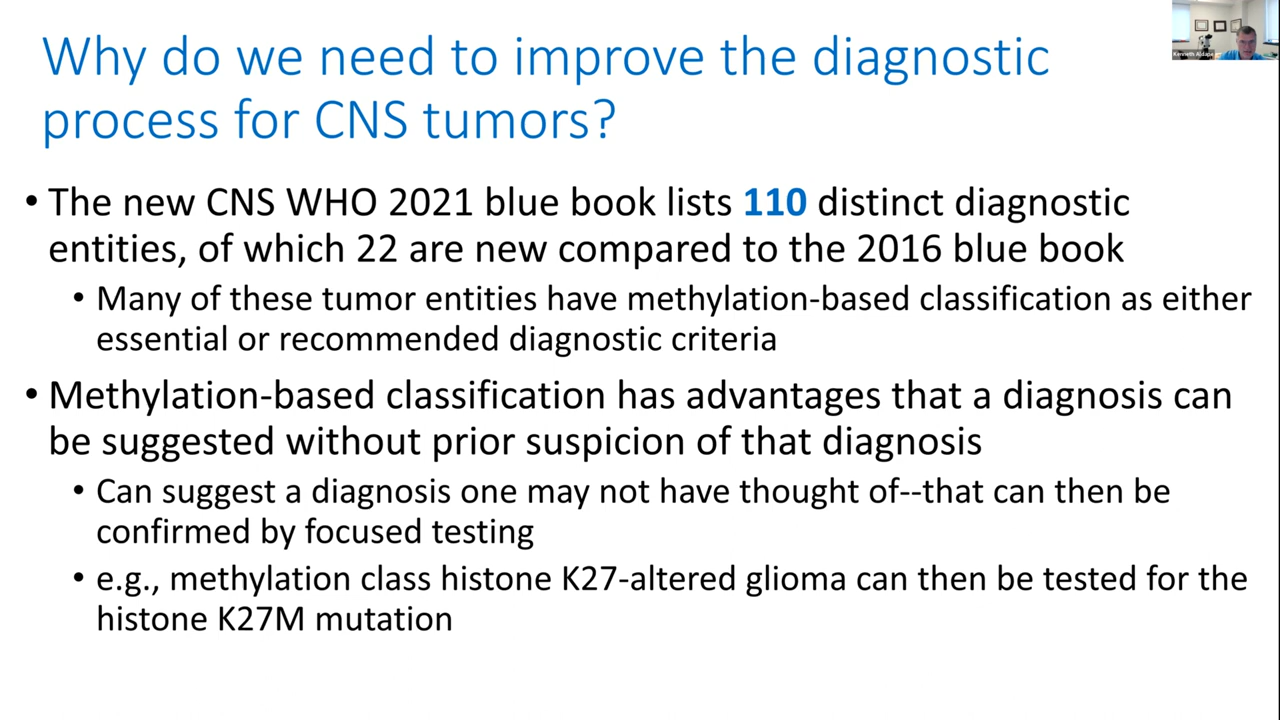 Why do we need to improve the diagnostic
process for CNS tumors?
Kenneth Aldape
• The new CNS WHO 2021 blue book lists 110 distinct diagnostic
entities, of which 22 are new compared to the 2016 blue book
• Many of these tumor entities have methylation-based classification as either
essential or recommended diagnostic criteria
• Methylation-based classification has advantages that a diagnosis can
be suggested without prior suspicion of that diagnosis
• Can suggest a diagnosis one may not have thought of--that can then be
confirmed by focused testing
• e.g., methylation class histone K27-altered glioma can then be tested for the
histone K27M mutation